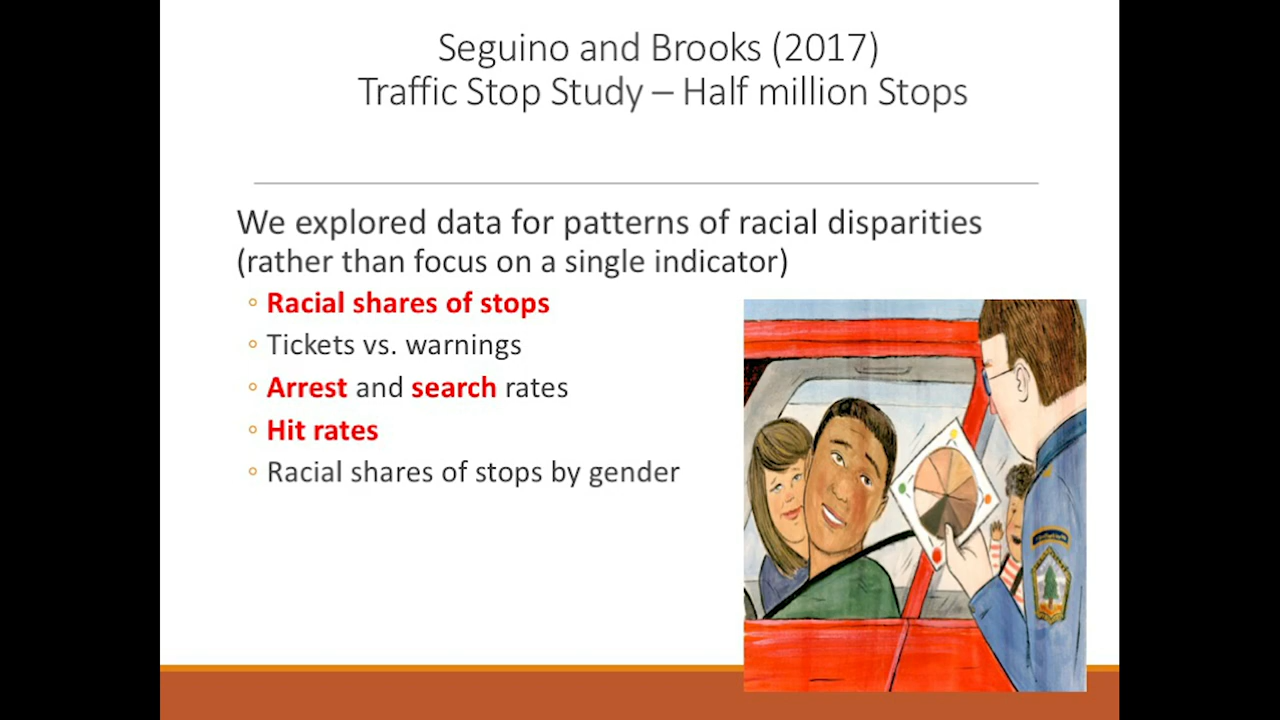 Seguino and Brooks (2017)
Traffic Stop Study – Half million Stops
We explored data for patterns of racial disparities
(rather than focus on a single indicator)
◦ Racial shares of stops
◦ Tickets vs. warnings
◦ Arrest and search rates
◦ Hit rates
◦ Racial shares of stops by gender